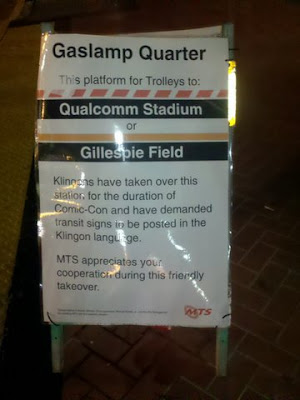 Gaslamp Quarter
This platform for Trolleys to:
Qualcomm Stadium
or
Gillespie Field
Klingons have taken over this
station for the duration of
Comic-Con and have demanded
transit signs to be posted in the
Klingon language.
MTS appreciates your
cooperation during this friendly
takeover.
MTS